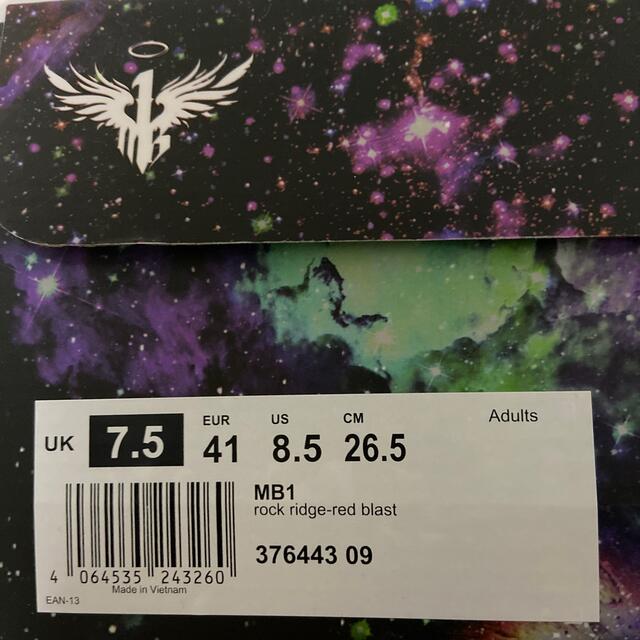 MB1
Adults
EUR US CM
UK 7.5 41 8.5 26.5
MB1
rock ridge-red blast
376443 09
4 064535 243260
Made in Vietnam
EAN-13